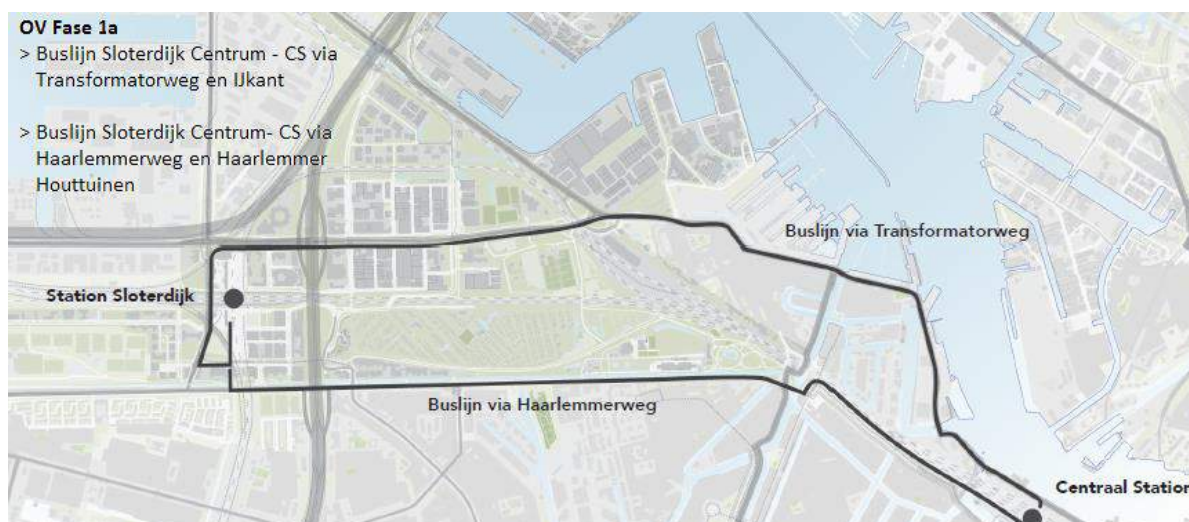 OV Fase 1a
> Buslijn Sloterdijk Centrum - CS via
Transformatorweg en IJkant
> Buslijn Sloterdijk Centrum- CS via
Haarlemmerweg en Haarlemmer
Houttuinen
Buslijn via Transformatorweg
Station Sloterdijk
Buslijn via Haarlemmerweg
Centraal Station